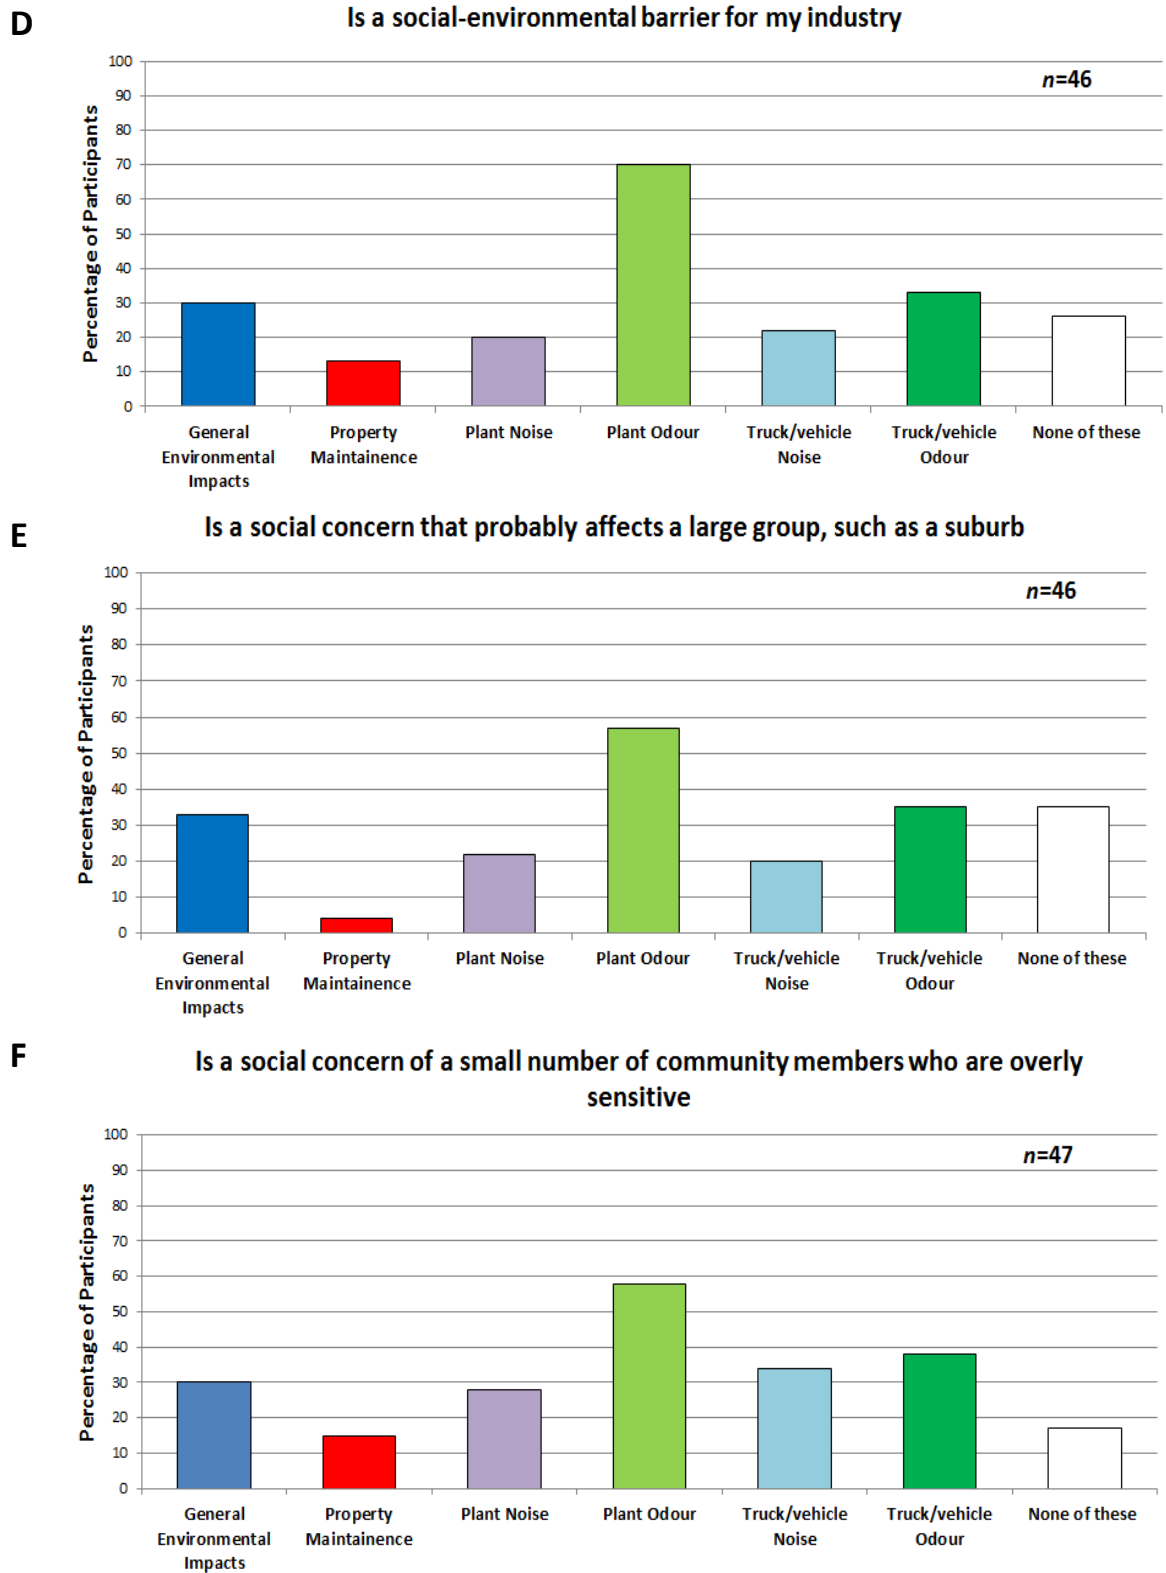 D
Is a social-environmental barrier for my industry
n=46
Percentage of Participants
100
90
80
70
60
50
40
30
20
10
0
General
Environmental
Impacts
Property
Maintainence
Plant Noise
Plant Odour
Truck/vehicle
Noise
Truck/vehicle
Odour
None of these
E
Is a social concern that probably affects a large group, such as a suburb
n=46
Percentage of Participants
100
90
80
70
60
50
40
30
20
10
0
General
Environmental
Impacts
Property
Maintainence
Plant Noise
Plant Odour
Truck/vehicle
Noise
Truck/vehicle
Odour
None of these
F
Is a social concern of a small number of community members who are overly
sensitive
n=47
Percentage of Participants
100
90
80
70
60
50
40
30
20
10
0
General
Environmental
Impacts
Property
Maintainence
Plant Noise
Plant Odour
Truck/vehicle
Noise
Truck/vehicle
Odour
None of these